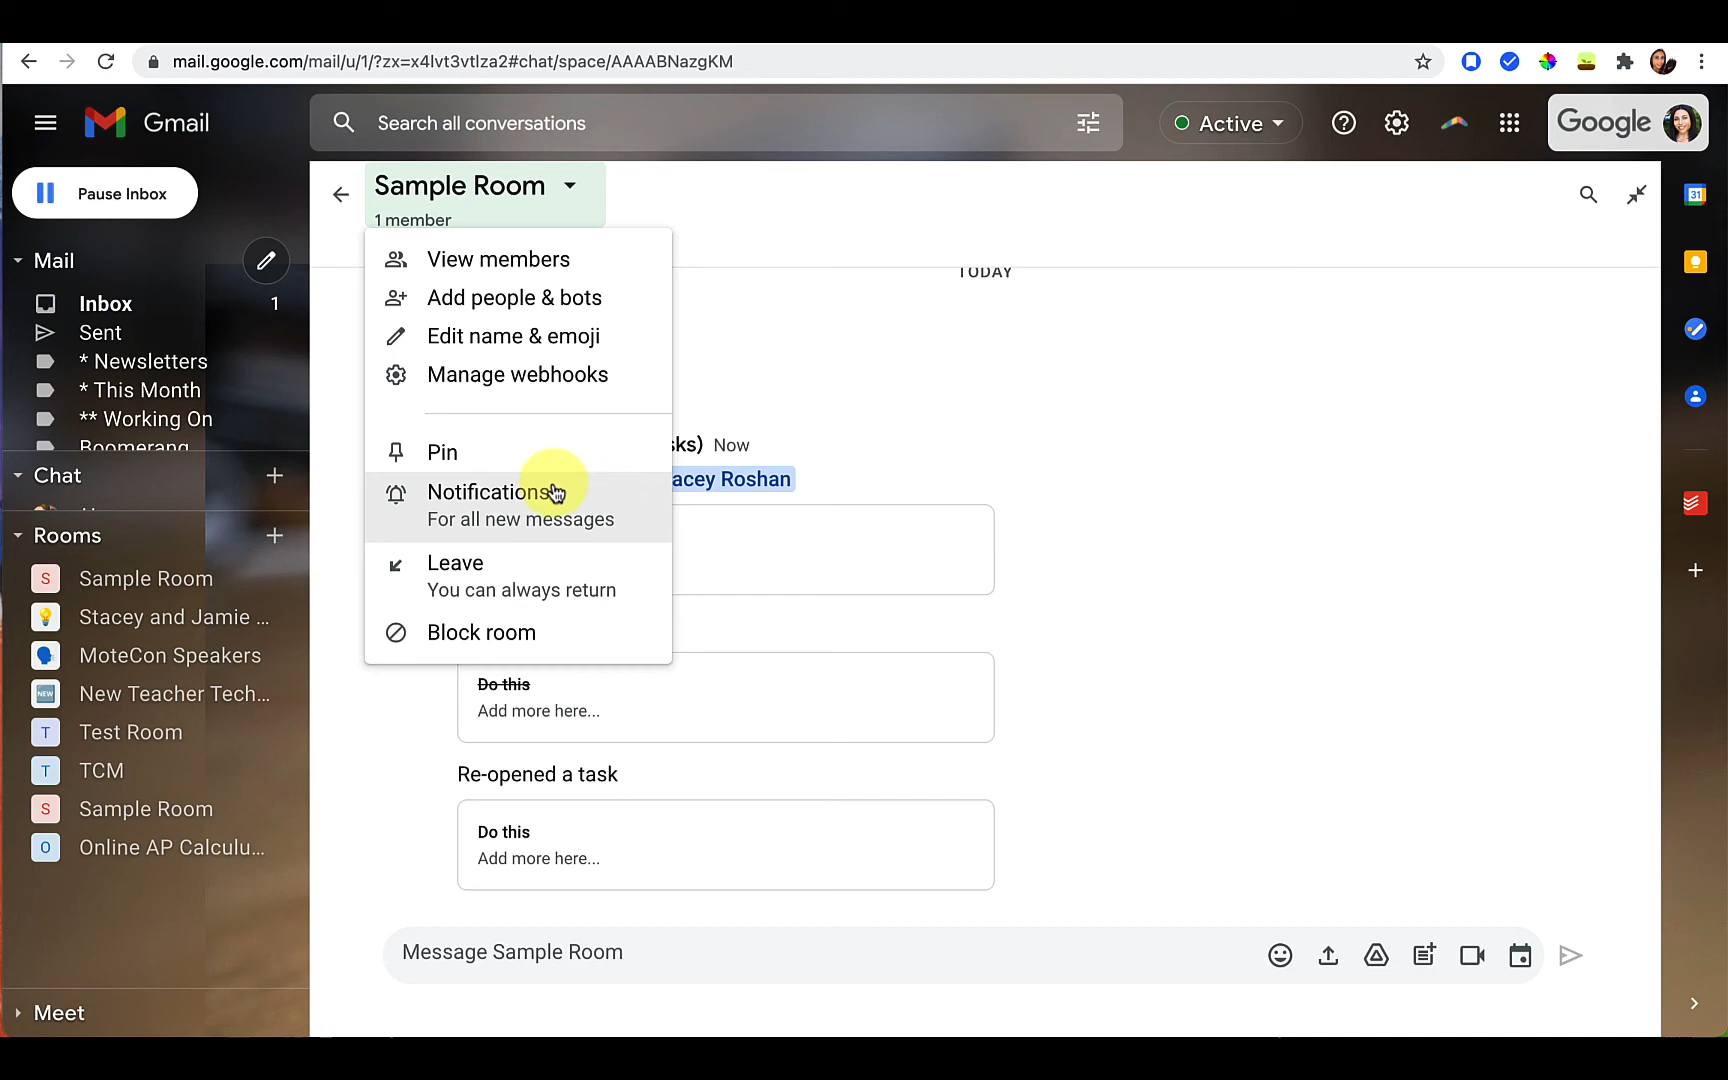 mail.google.com/mail/u/1/?zx=x4lvt3vtlza2#chat/space/AAAABNazgKM
Gmail
Search all conversations
Active
Google
Pause Inbox
Mail
Inbox 1
Sent
* Newsletters
* This Month
** Working On
Boomerang
Chat
Rooms
S Sample Room
Stacey and Jamie ...
MoteCon Speakers
NEW New Teacher Tech...
T Test Room
T TCM
S Sample Room
O Online AP Calculu...
Meet
Sample Room
1 member
View members
Add people & bots
Edit name & emoji
Manage webhooks
Pin
Notifications
For all new messages
Leave
You can always return
Block room
TODAY
sks) Now
acey Roshan
Do this
Add more here...
Re-opened a task
Do this
Add more here...
Message Sample Room
31